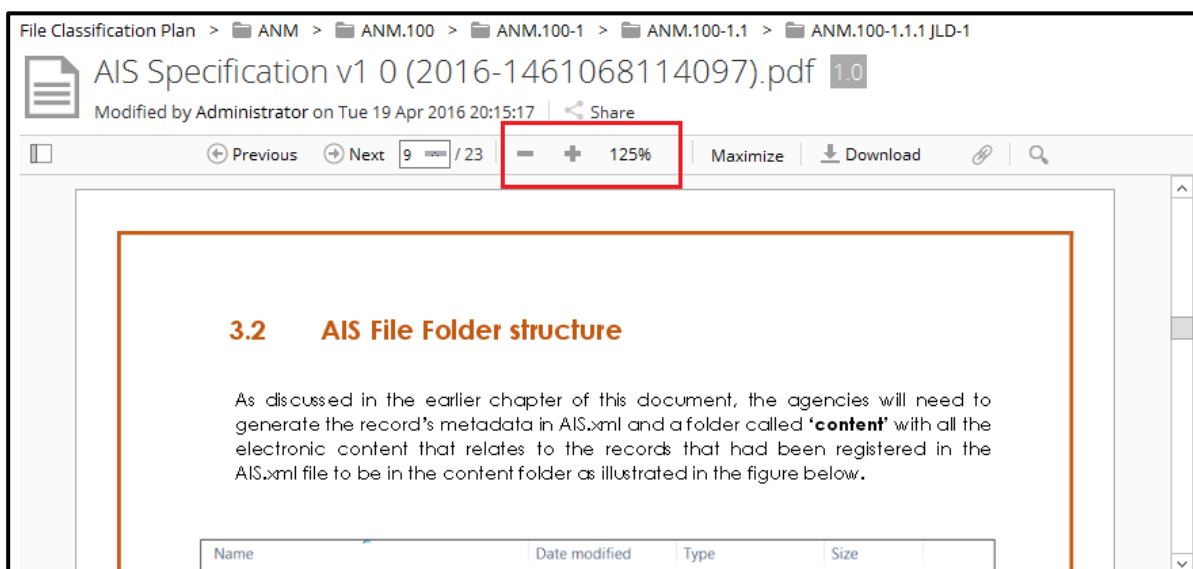 File Classification Plan > ANM > ANM.100 > ANM.100-1 > ANM.100-1.1 > ANM.100-1.1.1 JLD-1
AIS Specification v1 0 (2016-1461068114097).pdf 1.0
Modified by Administrator on Tue 19 Apr 2016 20:15:17 Share
Previous Next 9 / 23 125% Maximize Download
3.2 AIS File Folder structure
As discussed in the earlier chapter of this document, the agencies will need to
generate the record's metadata in AIS.xml and a folder called 'content' with all the
electronic content that relates to the records that had been registered in the
AIS.xml file to be in the content folder as illustrated in the figure below.
Name Date modified Type Size